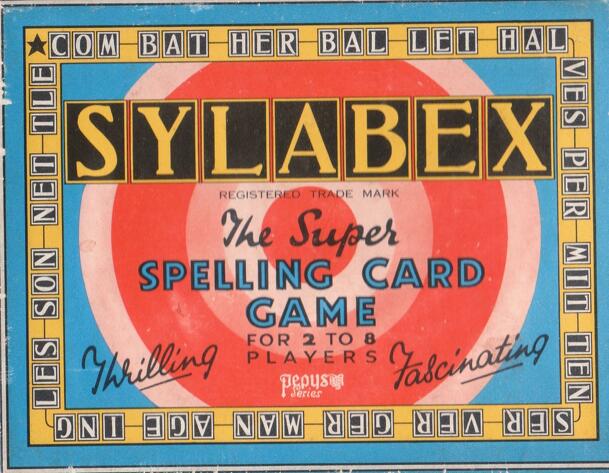 ★ COM BAT HER BAL LET HAL
VES PER MIT TEN
SER VER GER MAN AGE ING
LES SON NET TLE
SYLABEX
REGISTERED TRADE MARK
The Super
SPELLING CARD
GAME
FOR 2 TO 8
PLAYERS
Thrilling
Fascinating
Pepys
Series